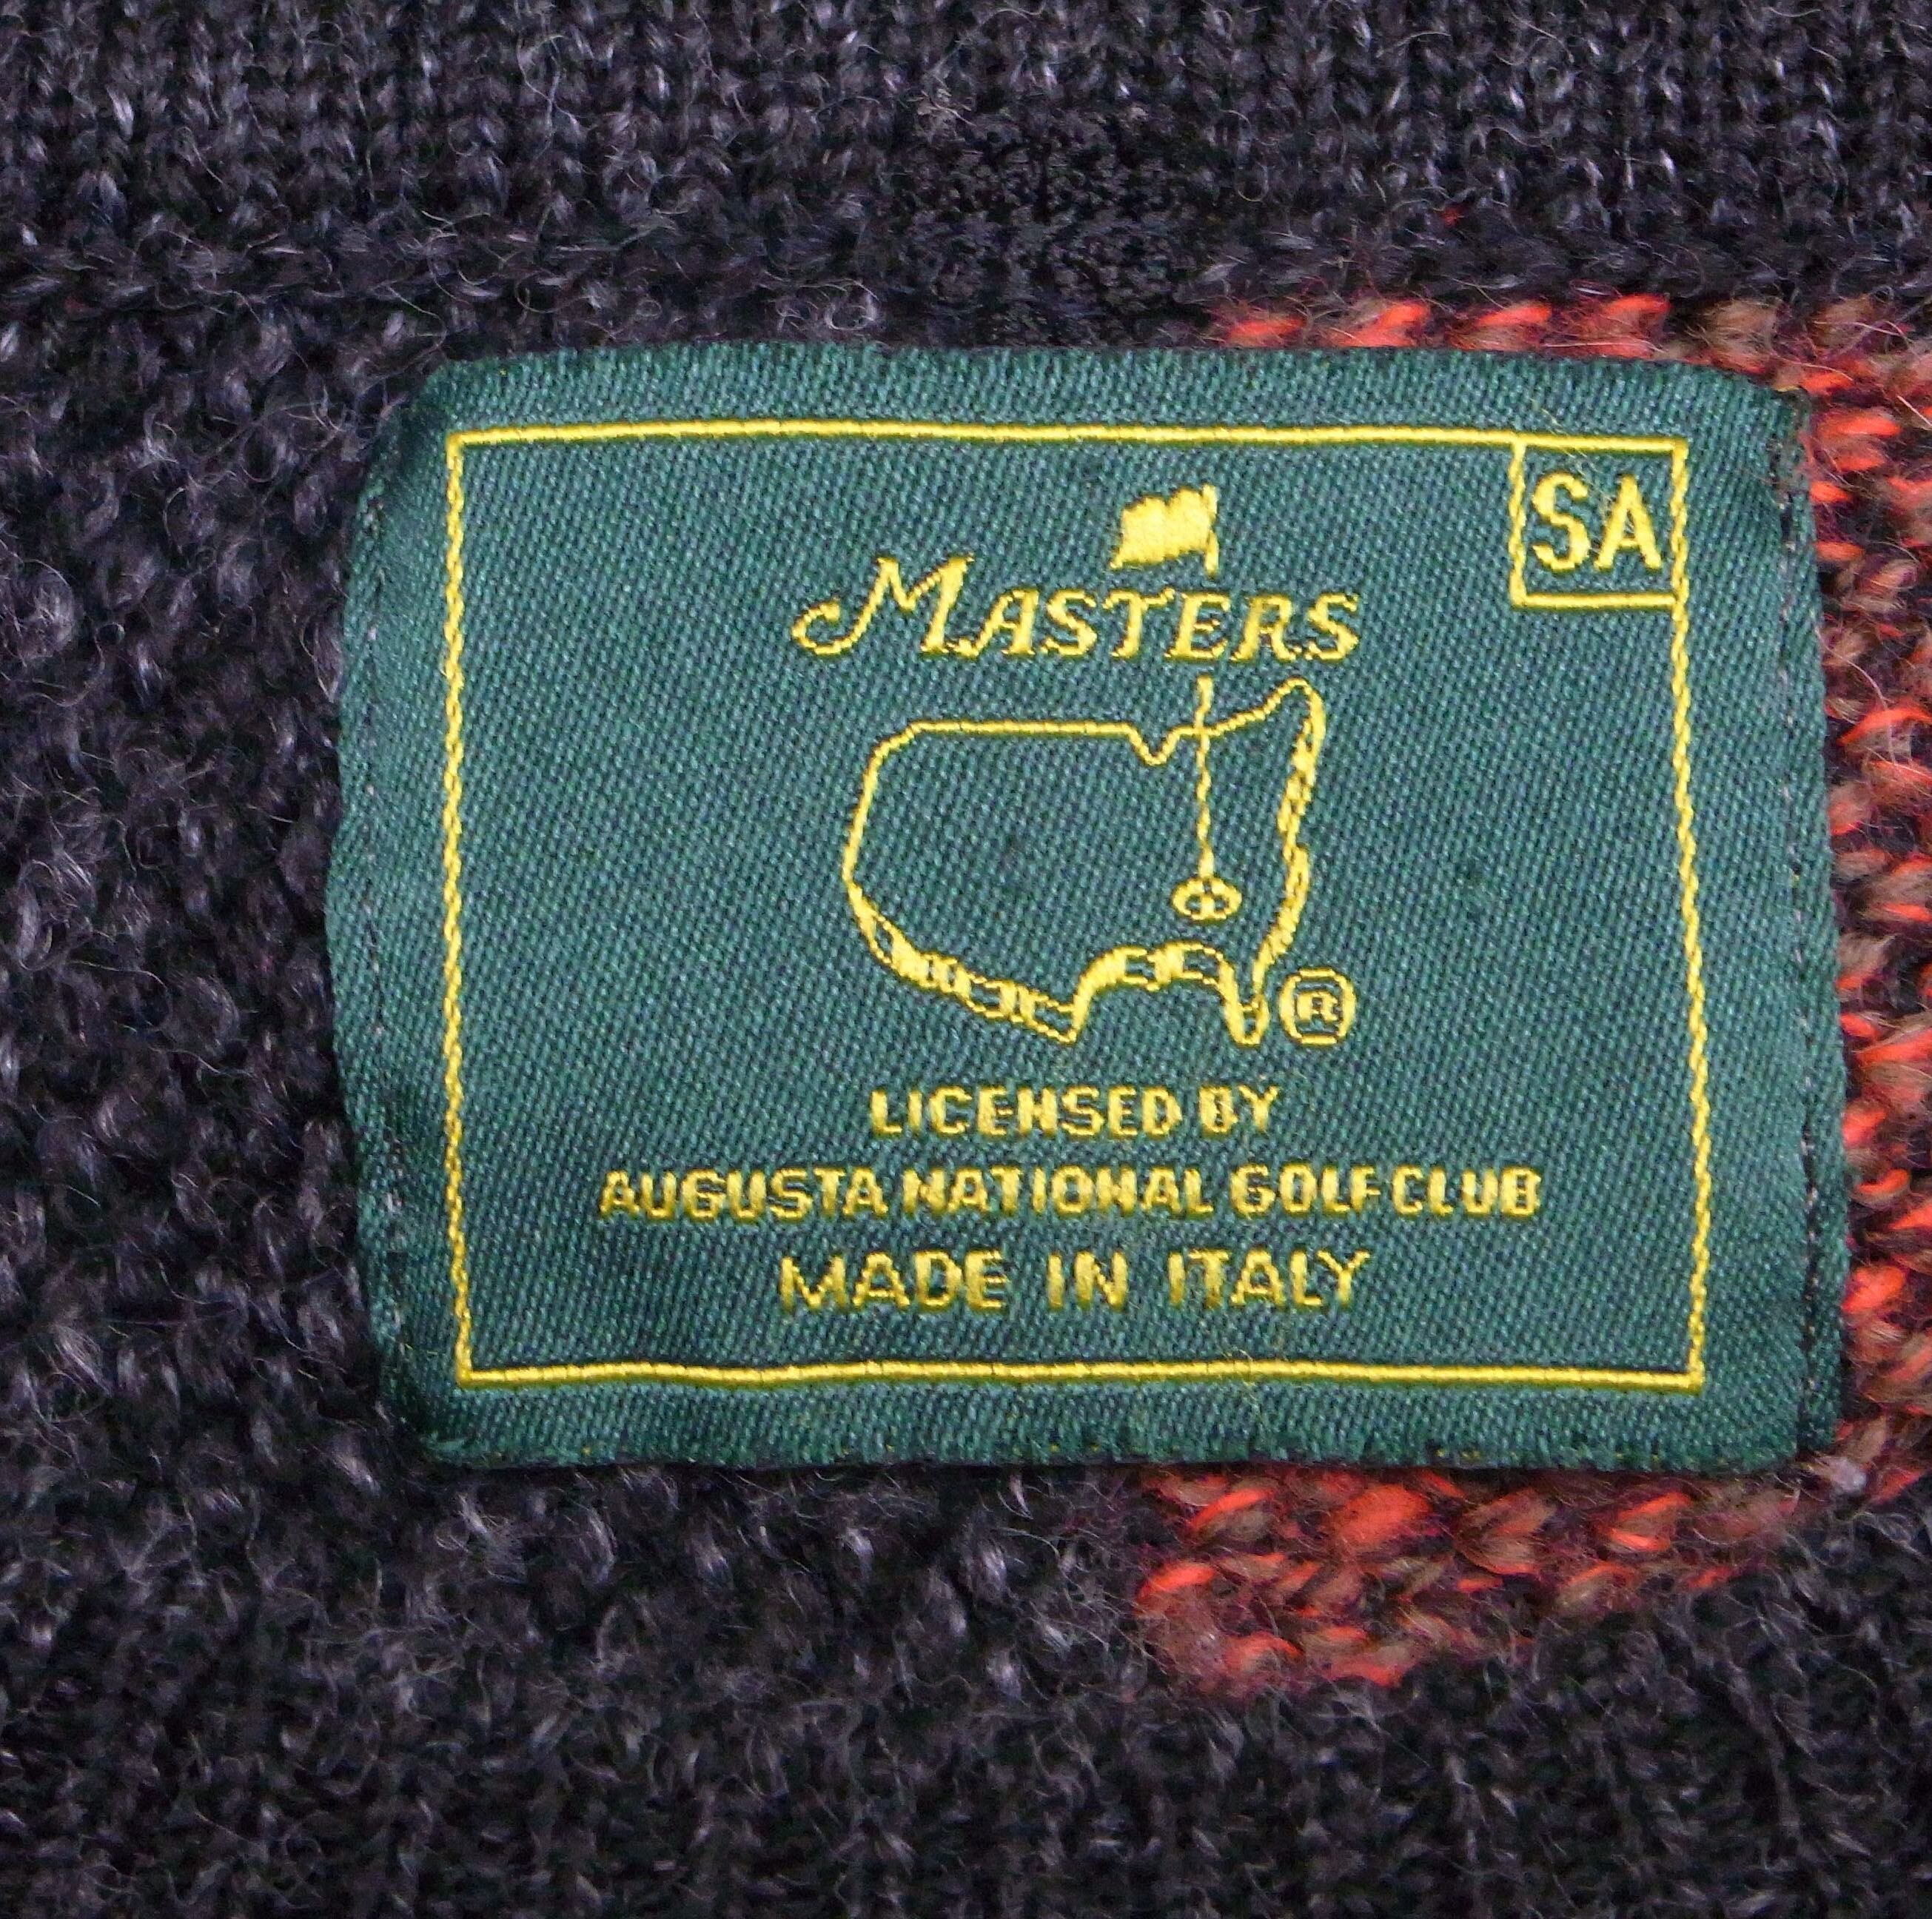 SA
MASTERS
®
LICENSED BY
AUGUSTA NATIONAL GOLF CLUB
MADE IN ITALY